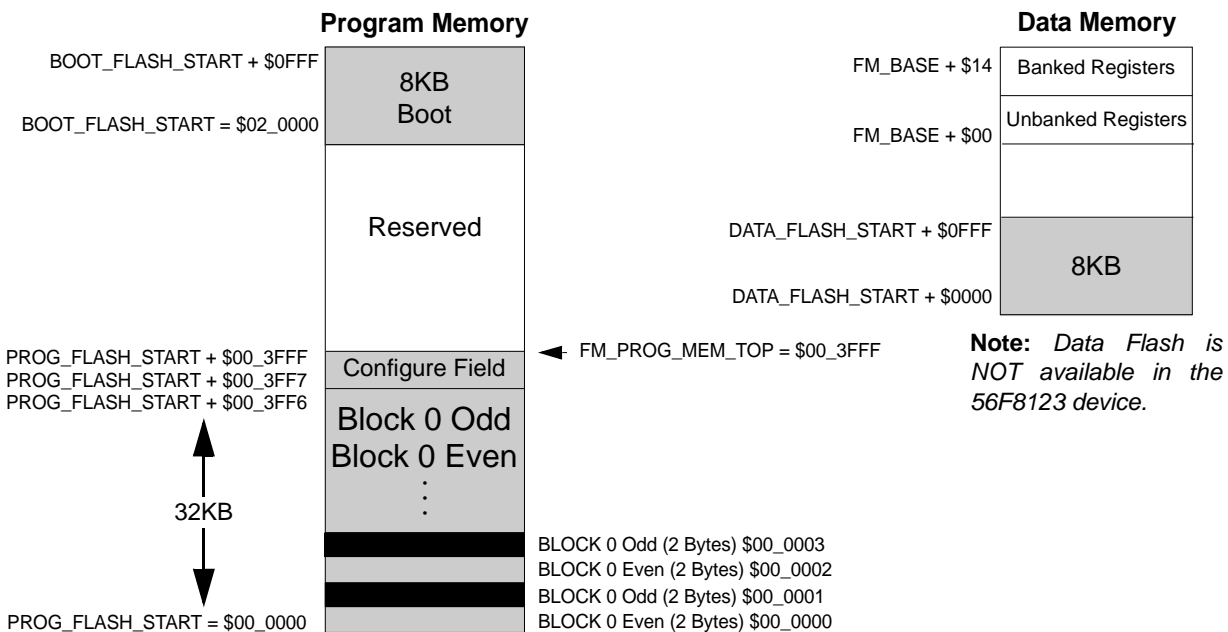 Program Memory
BOOT_FLASH_START + $0FFF
8KB
Boot
BOOT_FLASH_START = $02_0000
Reserved
PROG_FLASH_START + $00_3FFF
FM_PROG_MEM_TOP = $00_3FFF
Configure Field
PROG_FLASH_START + $00_3FF7
PROG_FLASH_START + $00_3FF6
Block 0 Odd
Block 0 Even
32KB
BLOCK 0 Odd (2 Bytes) $00_0003
BLOCK 0 Even (2 Bytes) $00_0002
BLOCK 0 Odd (2 Bytes) $00_0001
PROG_FLASH_START = $00_0000
BLOCK 0 Even (2 Bytes) $00_0000
Data Memory
FM_BASE + $14
Banked Registers
Unbanked Registers
FM_BASE + $00
DATA_FLASH_START + $0FFF
8KB
DATA_FLASH_START + $0000
Note: Data Flash is
NOT available in the
56F8123 device.